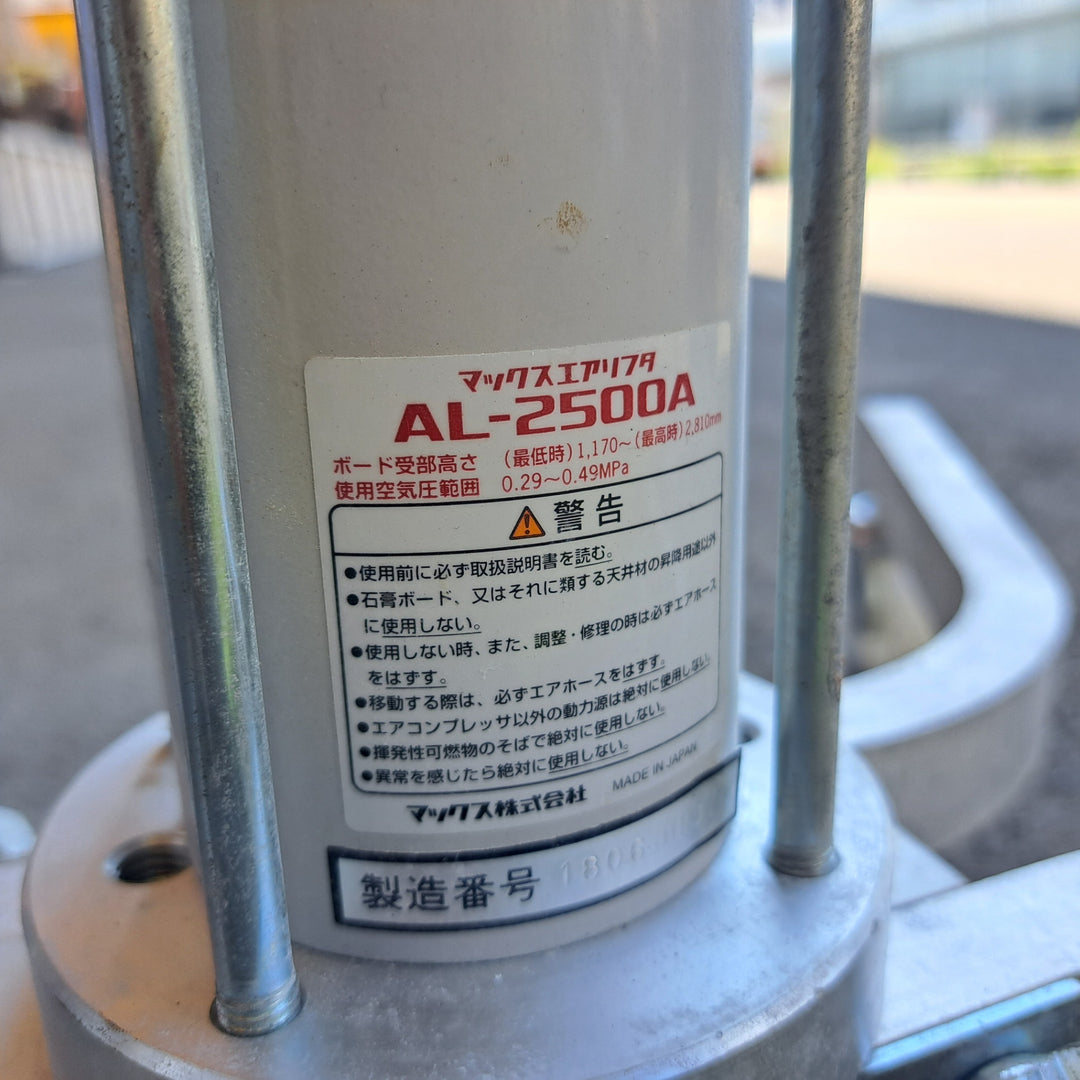 マックスエアリフタ
AL-2500A
ボード受部高さ (最低時)1,170〜(最高時)2,810mm
使用空気圧範囲 0.29〜0.49MPa
警告
●使用前に必ず取扱説明書を読む。
●石膏ボード、又はそれに類する天井材の昇降用途以外
に使用しない。
●使用しない時、また、調整・修理の時は必ずエアホース
をはずす。
●移動する際は、必ずエアホースをはずす。
●エアコンプレッサ以外の動力源は絶対に使用しない。
●揮発性可燃物のそばで絶対に使用しない。
●異常を感じたら絶対に使用しない。
マックス株式会社 MADE IN JAPAN
製造番号